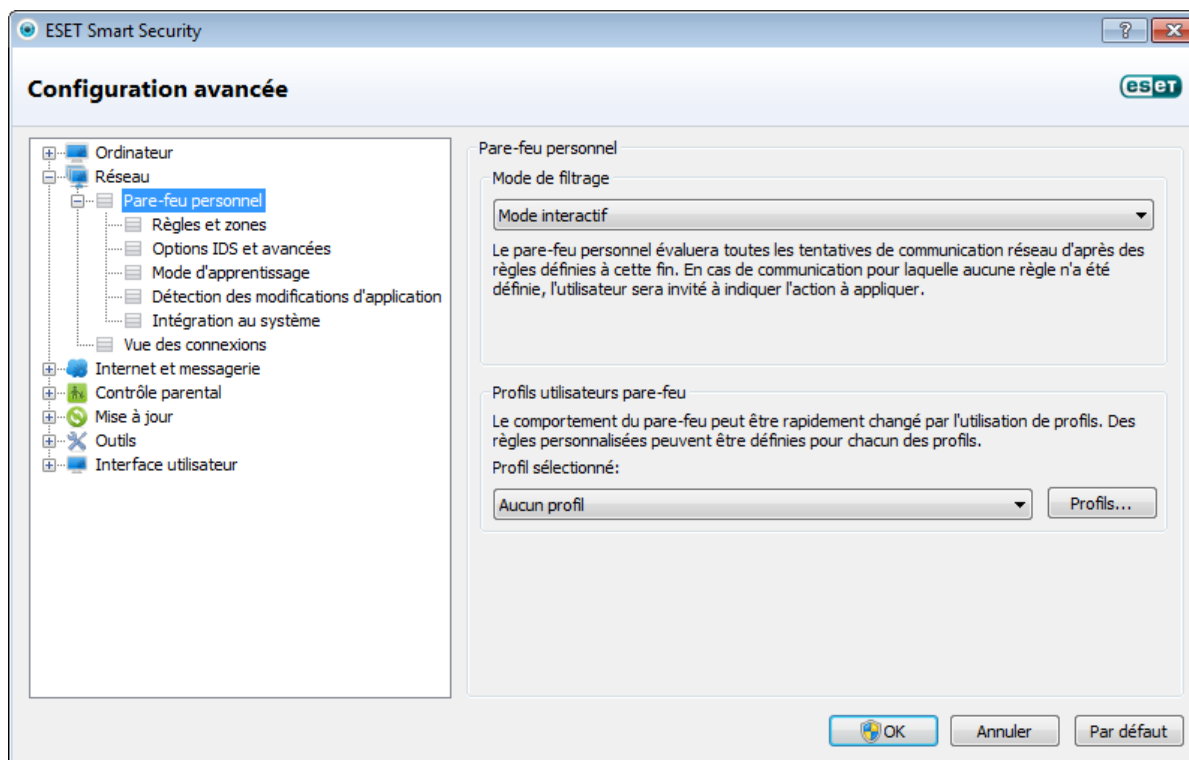 ESET Smart Security
?
Configuration avancée
eseT
Ordinateur
Réseau
Pare-feu personnel
Règles et zones
Options IDS et avancées
Mode d'apprentissage
Détection des modifications d'application
Intégration au système
Vue des connexions
Internet et messagerie
Contrôle parental
Mise à jour
Outils
Interface utilisateur
Pare-feu personnel
Mode de filtrage
Mode interactif
Le pare-feu personnel évaluera toutes les tentatives de communication réseau d'après des
règles définies à cette fin. En cas de communication pour laquelle aucune règle n'a été
définie, l'utilisateur sera invité à indiquer l'action à appliquer.
Profils utilisateurs pare-feu
Le comportement du pare-feu peut être rapidement changé par l'utilisation de profils. Des
règles personnalisées peuvent être définies pour chacun des profils.
Profil sélectionné:
Aucun profil
Profils...
OK
Annuler
Par défaut